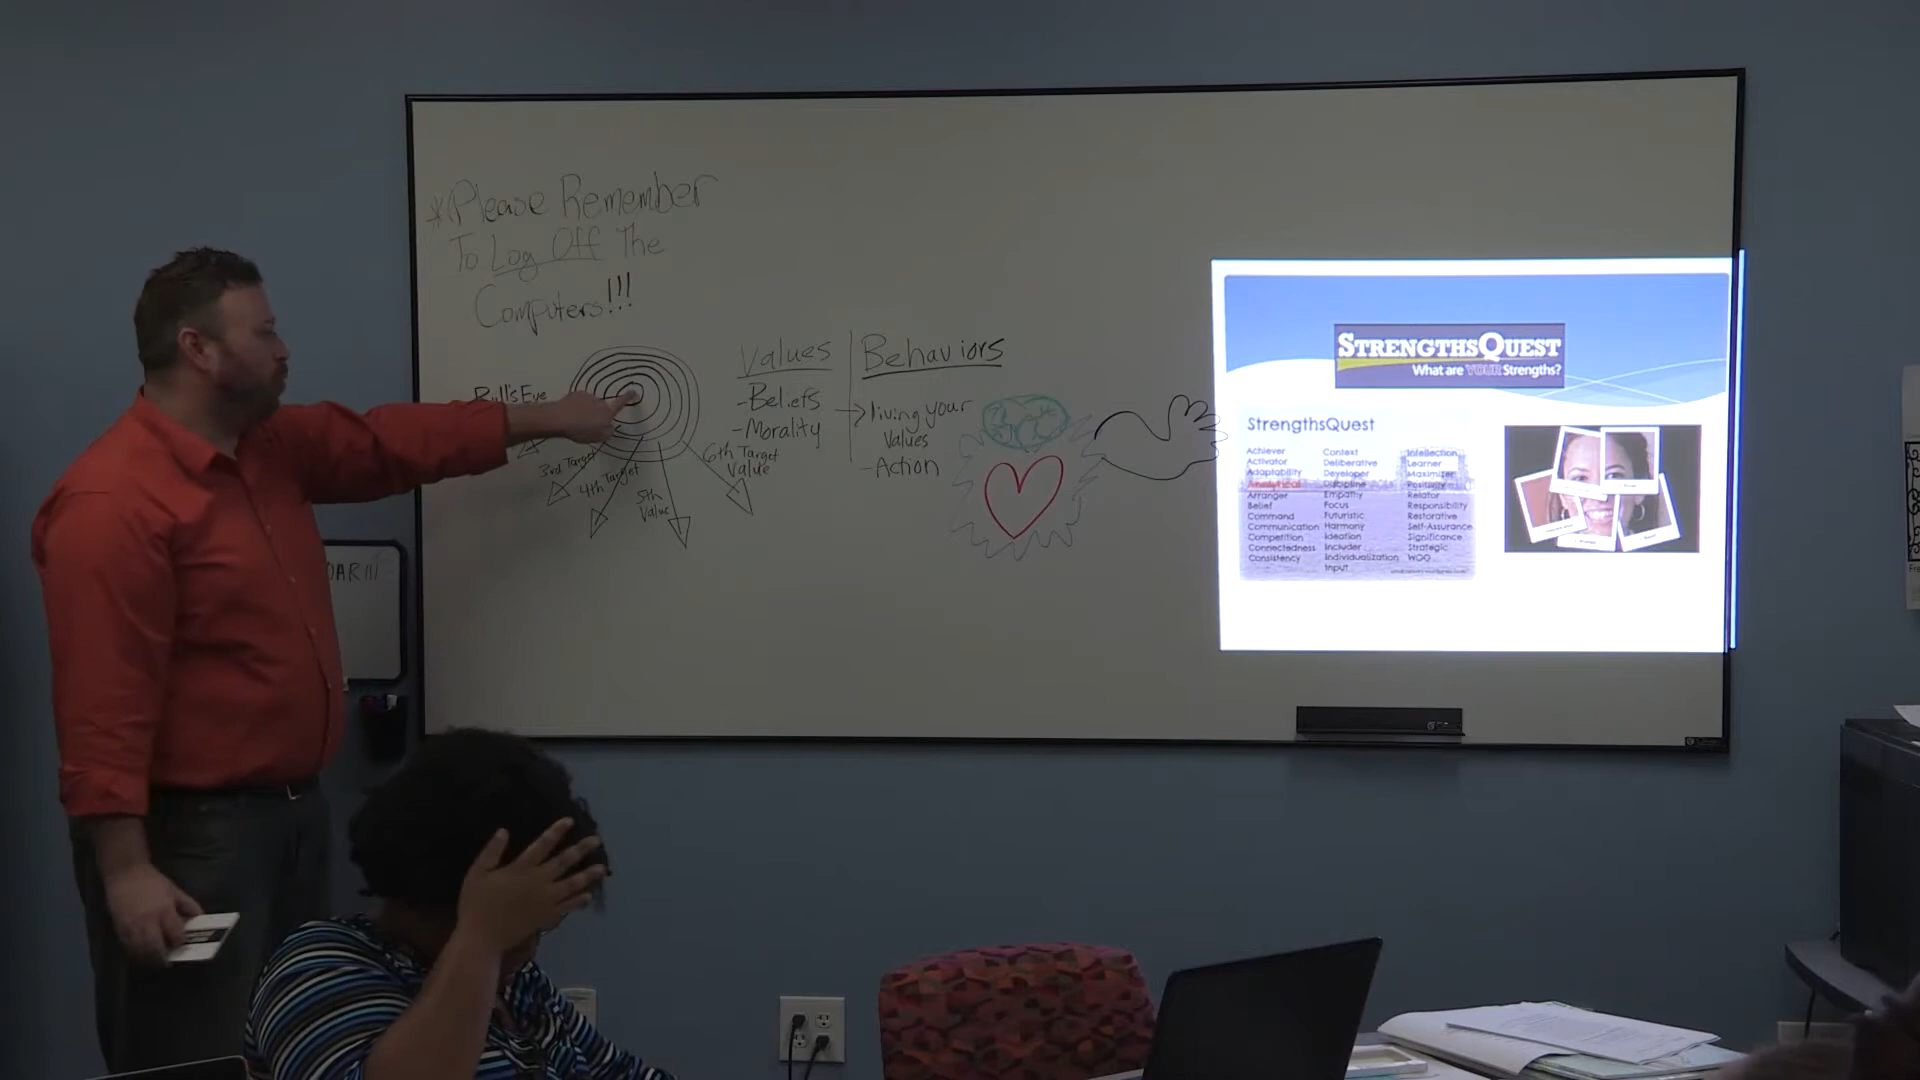 *Please Remember
To Log Off The
Computers!!!
Bull's Eye
3rd Target
4th Target
5th
Value
6th Target
Value
Values
-Beliefs
-Morality
Behaviors
living your
Values
-Action
STRENGTHSQUEST
What are YOUR Strengths?
StrengthsQuest
Achiever
Activator
Adaptability
Analytical
Arranger
Belief
Command
Communication
Competition
Connectedness
Consistency
Context
Deliberative
Developer
Discipline
Empathy
Focus
Futuristic
Harmony
Ideation
Includer
Individualization
Input
Intellection
Learner
Maximizer
Positivity
Relator
Responsibility
Restorative
Self-Assurance
Significance
Strategic
WOO